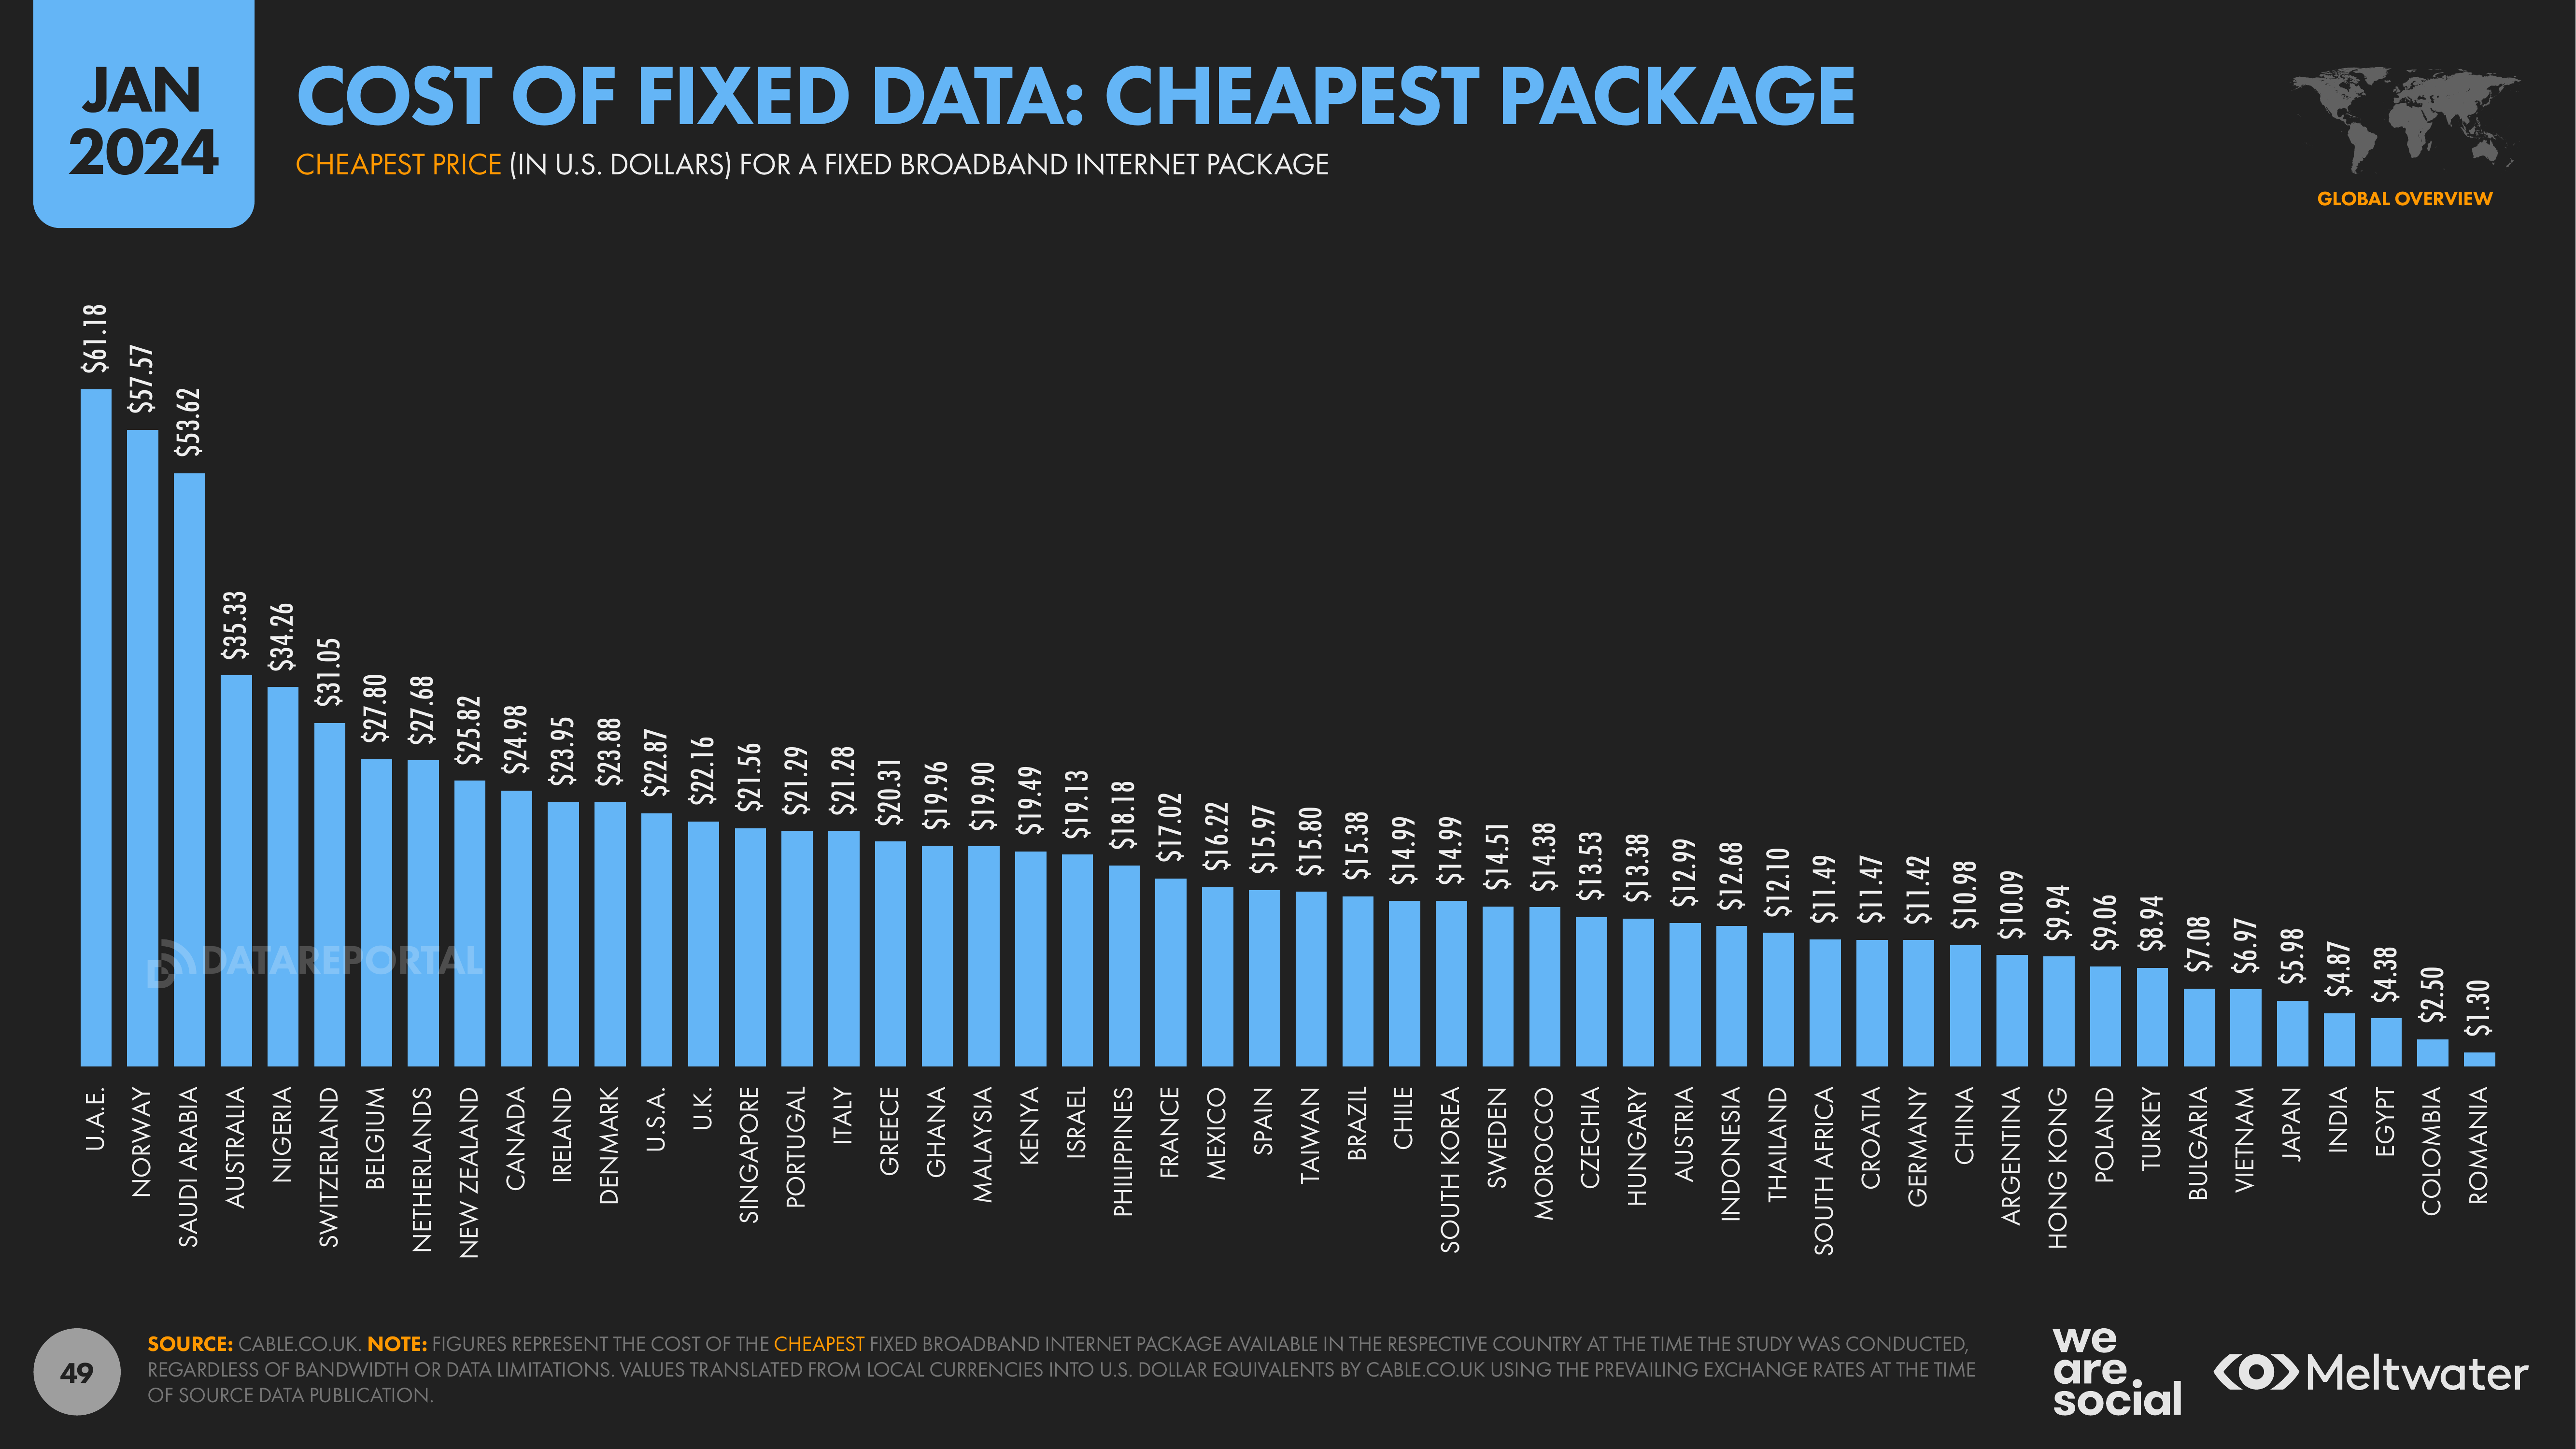 JAN
2024
COST OF FIXED DATA: CHEAPEST PACKAGE
CHEAPEST PRICE (IN U.S. DOLLARS) FOR A FIXED BROADBAND INTERNET PACKAGE
GLOBAL OVERVIEW
$61.18
$57.57
$53.62
$35.33
$34.26
$31.05
$27.80
$27.68
$25.82
$24.98
$23.95
$23.88
$22.87
$22.16
$21.56
$21.29
$21.28
$20.31
$19.96
$19.90
$19.49
$19.13
$18.18
$17.02
$16.22
$15.97
$15.80
$15.38
$14.99
$14.99
$14.51
$14.38
$13.53
$13.38
$12.99
$12.68
$12.10
$11.49
$11.47
$11.42
$10.98
$10.09
$9.94
$9.06
$8.94
$7.08
$6.97
$5.98
$4.87
$4.38
$2.50
$1.30
DATAREPORTAL
U.A.E.
NORWAY
SAUDI ARABIA
AUSTRALIA
NIGERIA
SWITZERLAND
BELGIUM
NETHERLANDS
NEW ZEALAND
CANADA
IRELAND
DENMARK
U.S.A.
U.K.
SINGAPORE
PORTUGAL
ITALY
GREECE
GHANA
MALAYSIA
KENYA
ISRAEL
PHILIPPINES
FRANCE
MEXICO
SPAIN
TAIWAN
BRAZIL
CHILE
SOUTH KOREA
SWEDEN
MOROCCO
CZECHIA
HUNGARY
AUSTRIA
INDONESIA
THAILAND
SOUTH AFRICA
CROATIA
GERMANY
CHINA
ARGENTINA
HONG KONG
POLAND
TURKEY
BULGARIA
VIETNAM
JAPAN
INDIA
EGYPT
COLOMBIA
ROMANIA
49
SOURCE: CABLE.CO.UK. NOTE: FIGURES REPRESENT THE COST OF THE CHEAPEST FIXED BROADBAND INTERNET PACKAGE AVAILABLE IN THE RESPECTIVE COUNTRY AT THE TIME THE STUDY WAS CONDUCTED,
REGARDLESS OF BANDWIDTH OR DATA LIMITATIONS. VALUES TRANSLATED FROM LOCAL CURRENCIES INTO U.S. DOLLAR EQUIVALENTS BY CABLE.CO.UK USING THE PREVAILING EXCHANGE RATES AT THE TIME
OF SOURCE DATA PUBLICATION.
we
are
social
Meltwater